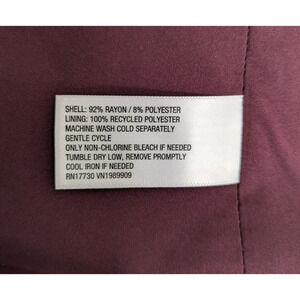 SHELL: 92% RAYON / 8% POLYESTER
LINING: 100% RECYCLED POLYESTER
MACHINE WASH COLD SEPARATELY
GENTLE CYCLE
ONLY NON-CHLORINE BLEACH IF NEEDED
TUMBLE DRY LOW, REMOVE PROMPTLY
COOL IRON IF NEEDED
RN17730 VN1989909